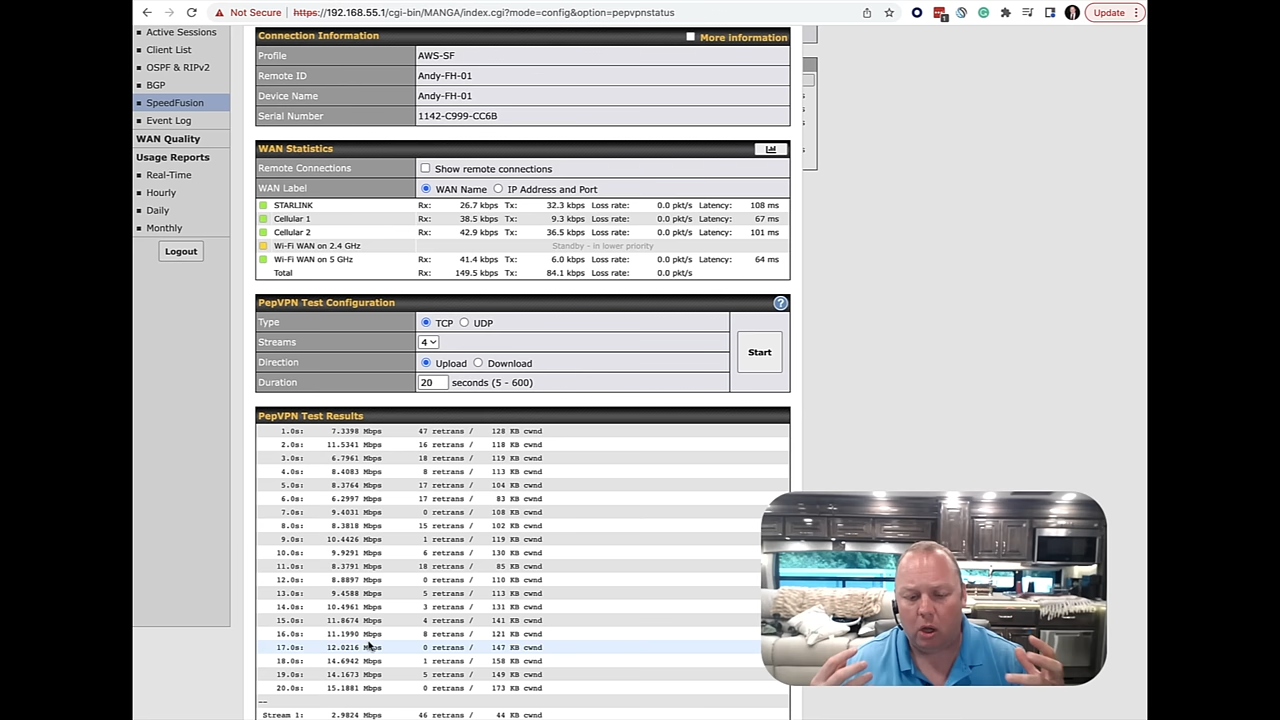 Not Secure https://192.168.55.1/cgi-bin/MANGA/index.cgi?mode=config&option=pepvpnstatus 1 Update
Active Sessions
Client List
OSPF & RIPv2
BGP
SpeedFusion
Event Log
WAN Quality
Usage Reports
Real-Time
Hourly
Daily
Monthly
Logout
Connection Information More information
Profile AWS-SF
Remote ID Andy-FH-01
Device Name Andy-FH-01
Serial Number 1142-C999-CC6B
WAN Statistics
Remote Connections Show remote connections
WAN Label WAN Name IP Address and Port
STARLINK Rx: 26.7 kbps Tx: 32.3 kbps Loss rate: 0.0 pkt/s Latency: 108 ms
Cellular 1 Rx: 38.5 kbps Tx: 9.3 kbps Loss rate: 0.0 pkt/s Latency: 67 ms
Cellular 2 Rx: 42.9 kbps Tx: 36.5 kbps Loss rate: 0.0 pkt/s Latency: 101 ms
Wi-Fi WAN on 2.4 GHz Standby - in lower priority
Wi-Fi WAN on 5 GHz Rx: 41.4 kbps Tx: 6.0 kbps Loss rate: 0.0 pkt/s Latency: 64 ms
Total Rx: 149.5 kbps Tx: 84.1 kbps Loss rate: 0.0 pkt/s
PepVPN Test Configuration ?
Type TCP UDP
Streams 4
Direction Upload Download
Duration 20 seconds (5 - 600)
Start
PepVPN Test Results
1.0s: 7.3398 Mbps 47 retrans / 128 KB cwnd
2.0s: 11.5341 Mbps 16 retrans / 118 KB cwnd
3.0s: 6.7961 Mbps 18 retrans / 119 KB cwnd
4.0s: 8.4083 Mbps 8 retrans / 113 KB cwnd
5.0s: 8.3764 Mbps 17 retrans / 104 KB cwnd
6.0s: 6.2997 Mbps 17 retrans / 83 KB cwnd
7.0s: 9.4031 Mbps 0 retrans / 108 KB cwnd
8.0s: 8.3818 Mbps 15 retrans / 102 KB cwnd
9.0s: 10.4426 Mbps 1 retrans / 119 KB cwnd
10.0s: 9.9291 Mbps 6 retrans / 130 KB cwnd
11.0s: 8.3791 Mbps 18 retrans / 85 KB cwnd
12.0s: 8.8897 Mbps 0 retrans / 110 KB cwnd
13.0s: 9.4588 Mbps 5 retrans / 113 KB cwnd
14.0s: 10.4961 Mbps 3 retrans / 131 KB cwnd
15.0s: 11.8674 Mbps 4 retrans / 141 KB cwnd
16.0s: 11.1990 Mbps 8 retrans / 121 KB cwnd
17.0s: 12.0216 Mbps 0 retrans / 147 KB cwnd
18.0s: 14.6942 Mbps 1 retrans / 158 KB cwnd
19.0s: 14.1673 Mbps 5 retrans / 149 KB cwnd
20.0s: 15.1881 Mbps 0 retrans / 173 KB cwnd
--
Stream 1: 2.9824 Mbps 46 retrans / 44 KB cwnd